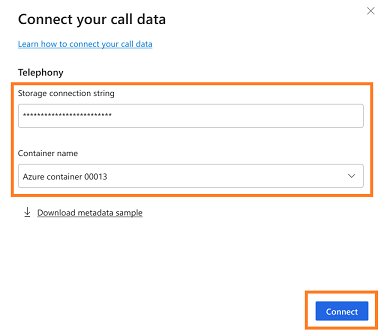 Connect your call data
Learn how to connect your call data
Telephony
Storage connection string
*************************
Container name
Azure container 00013
Download metadata sample
Connect